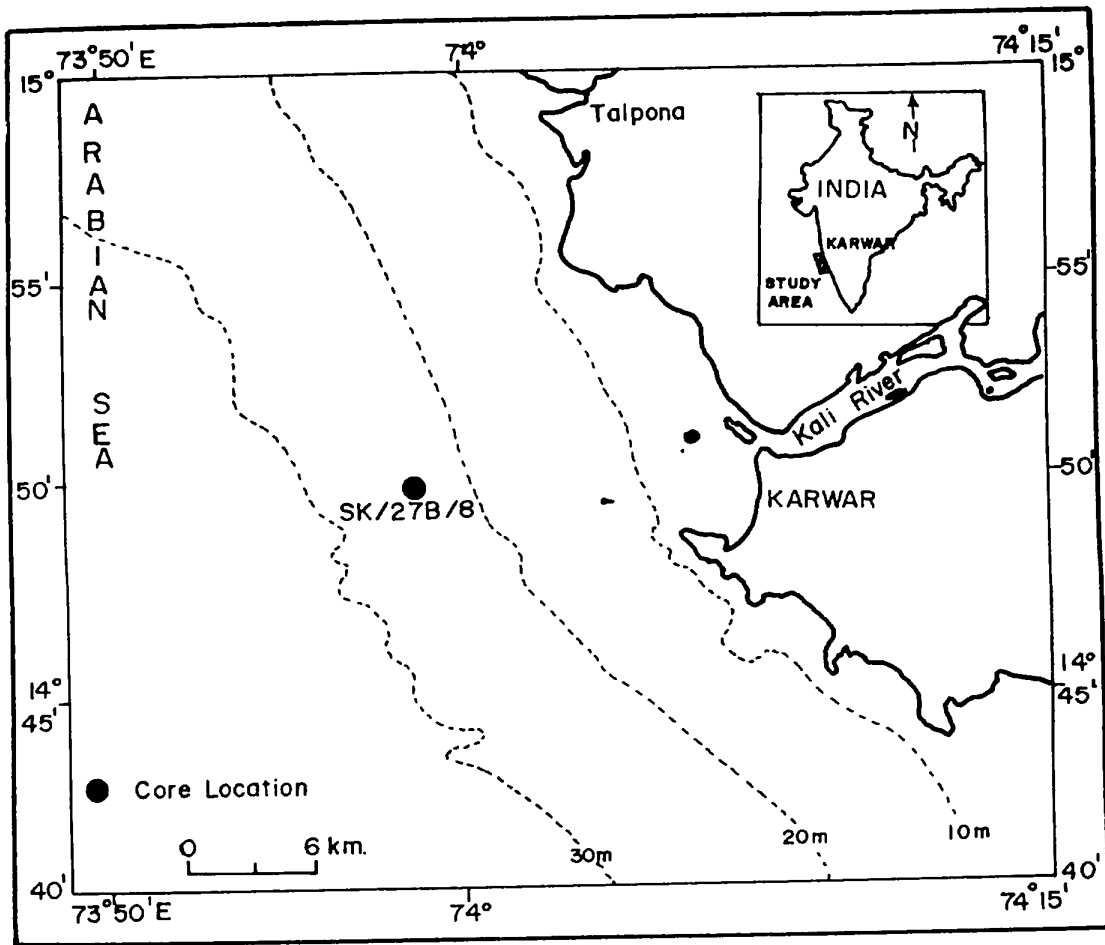 73°50' E
74°
74°15'
15°
15°
ARABIAN SEA
Talpona
N
INDIA
KARWAR
STUDY
AREA
55'
55'
Kali River
50'
50'
SK/27B/8
KARWAR
14°
45'
14°
45'
Core Location
0 6 km.
30m
20m
10m
40'
40'
73°50'
74°
74°15'